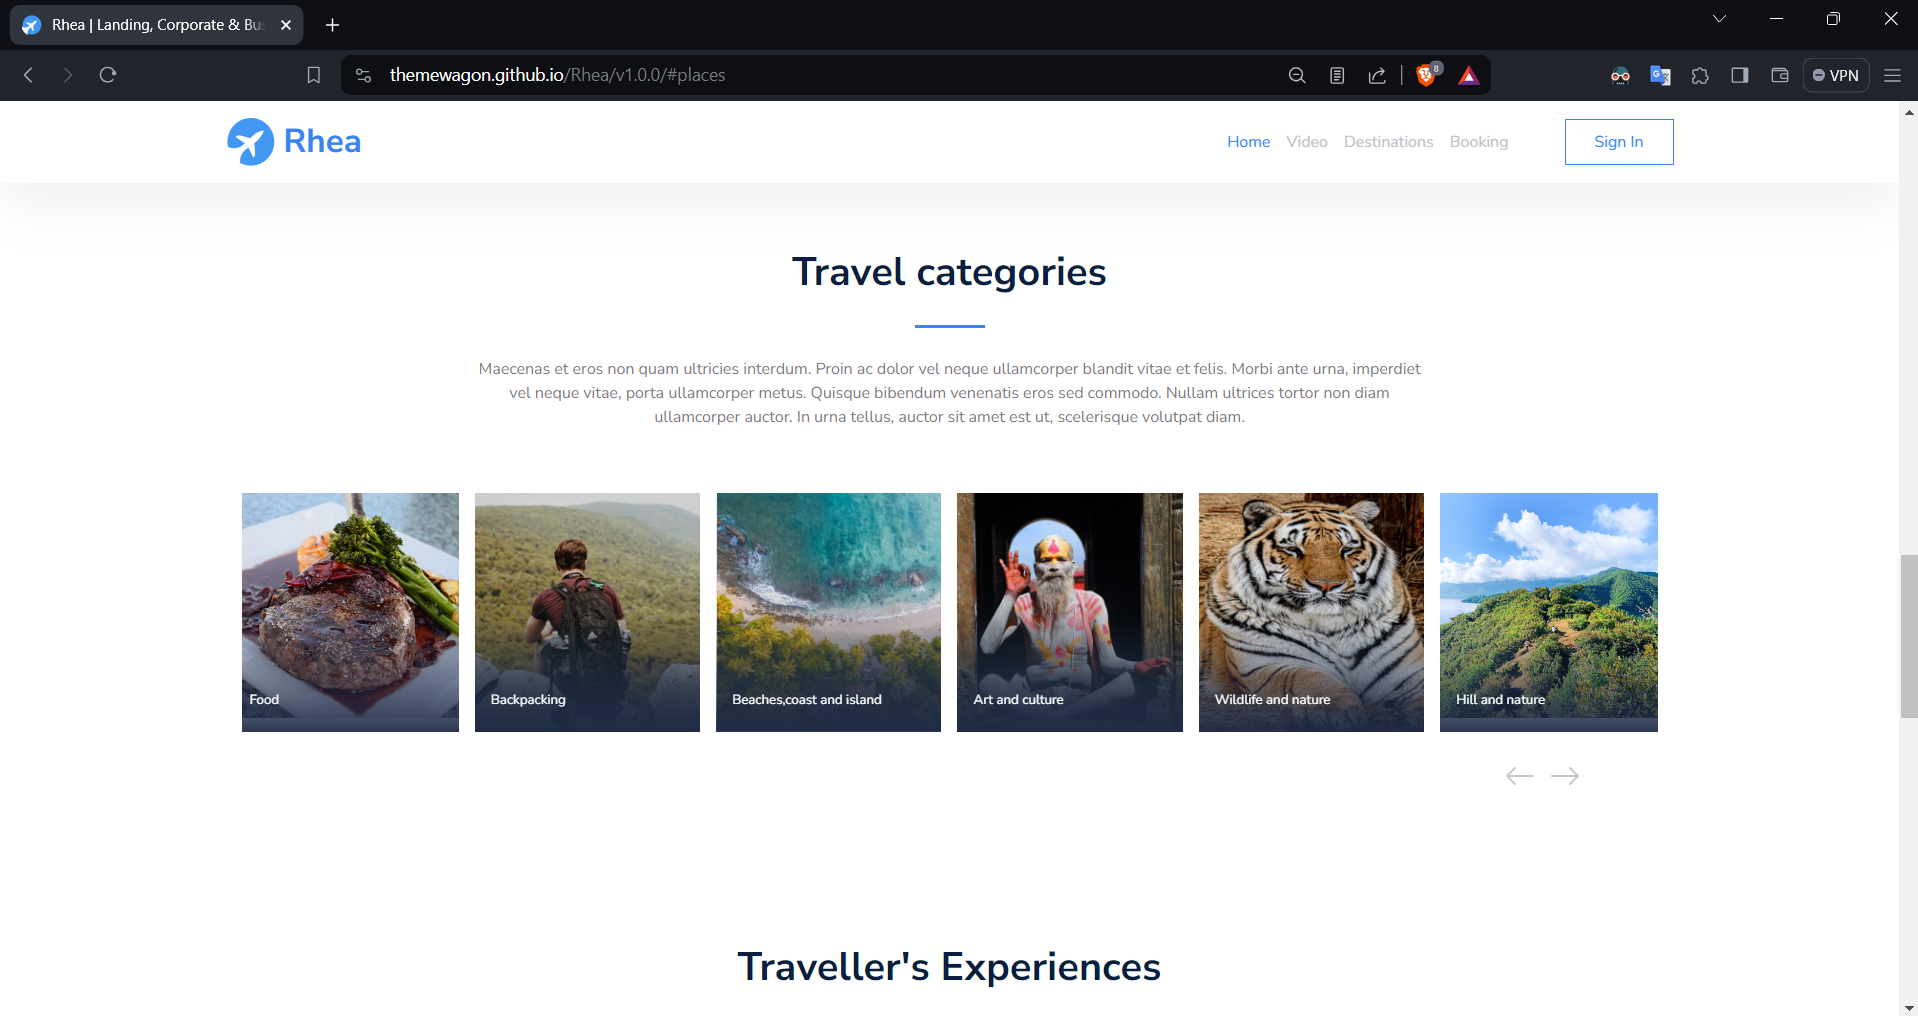 Rhea | Landing, Corporate & Bu
themewagon.github.io/Rhea/v1.0.0/#places
8
VPN
Rhea
Home Video Destinations Booking Sign In
Travel categories
Maecenas et eros non quam ultricies interdum. Proin ac dolor vel neque ullamcorper blandit vitae et felis. Morbi ante urna, imperdiet
vel neque vitae, porta ullamcorper metus. Quisque bibendum venenatis eros sed commodo. Nullam ultrices tortor non diam
ullamcorper auctor. In urna tellus, auctor sit amet est ut, scelerisque volutpat diam.
Food
Backpacking
Beaches,coast and island
Art and culture
Wildlife and nature
Hill and nature
Traveller's Experiences